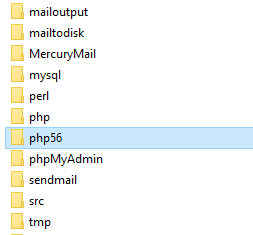 mailoutput
mailtodisk
MercuryMail
mysql
perl
php
php56
phpMyAdmin
sendmail
src
tmp